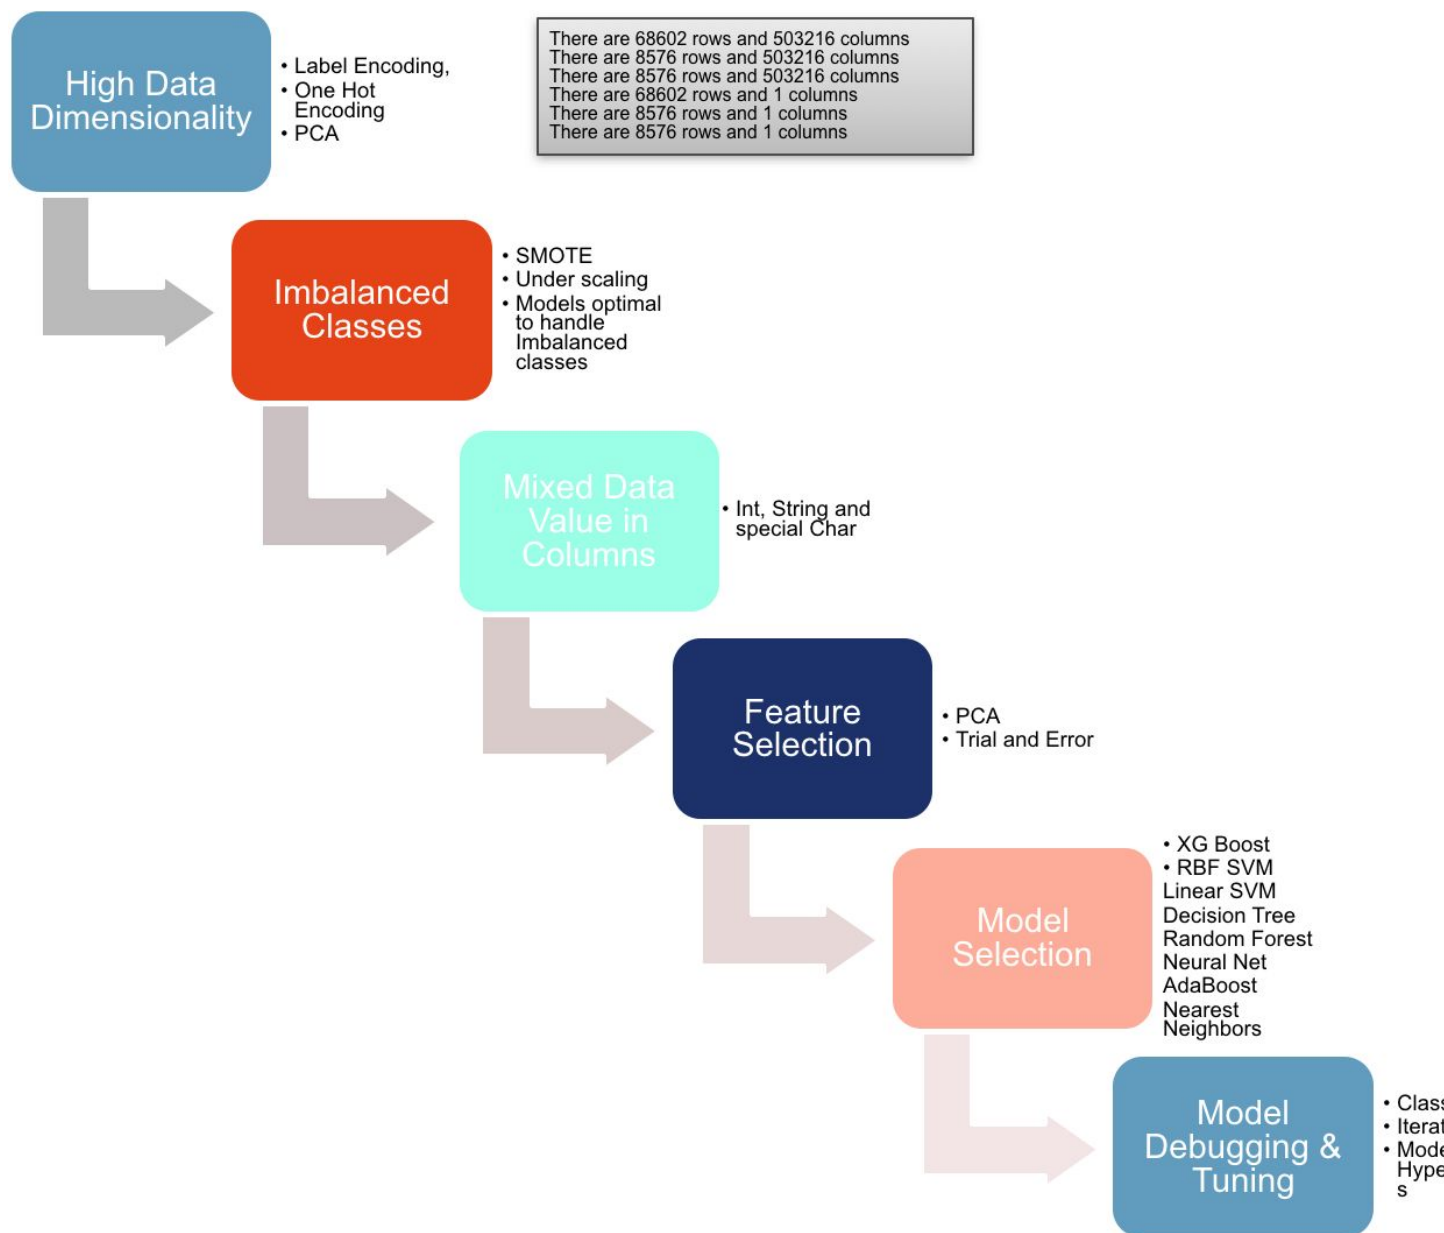 High Data
Dimensionality
• Label Encoding,
• One Hot
Encoding
• PCA
There are 68602 rows and 503216 columns
There are 8576 rows and 503216 columns
There are 8576 rows and 503216 columns
There are 68602 rows and 1 columns
There are 8576 rows and 1 columns
There are 8576 rows and 1 columns
Imbalanced
Classes
• SMOTE
• Under scaling
• Models optimal
to handle
Imbalanced
classes
Mixed Data
Value in
Columns
• Int, String and
special Char
Feature
Selection
• PCA
• Trial and Error
Model
Selection
• XG Boost
• RBF SVM
Linear SVM
Decision Tree
Random Forest
Neural Net
AdaBoost
Nearest
Neighbors
Model
Debugging &
Tuning
• Class
• Iterat
• Mode
Hype
s